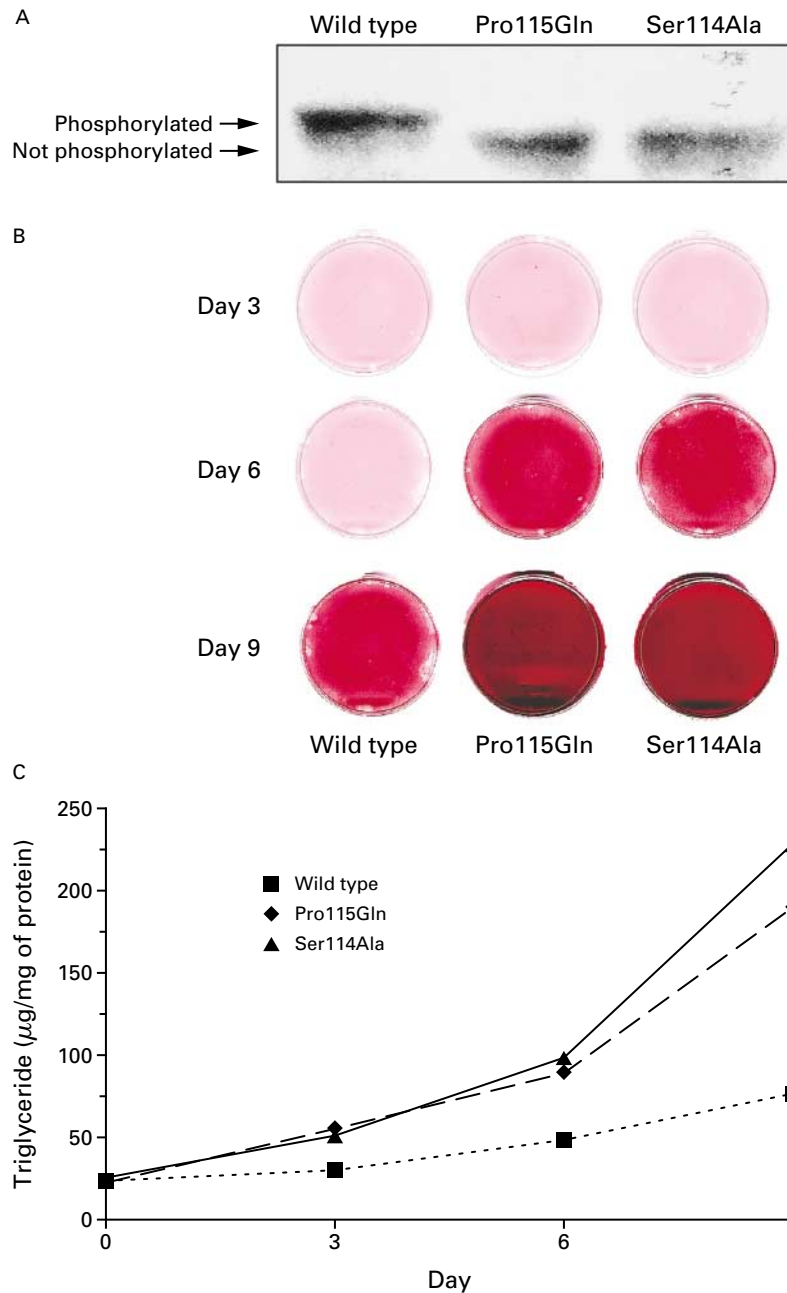 A
Wild type Pro115Gln Ser114Ala
Phosphorylated
Not phosphorylated
B
Day 3
Day 6
Day 9
Wild type Pro115Gln Ser114Ala
C
Triglyceride (µg/mg of protein)
250
200
150
100
50
0
Wild type
Pro115Gln
Ser114Ala
0 3 6
Day